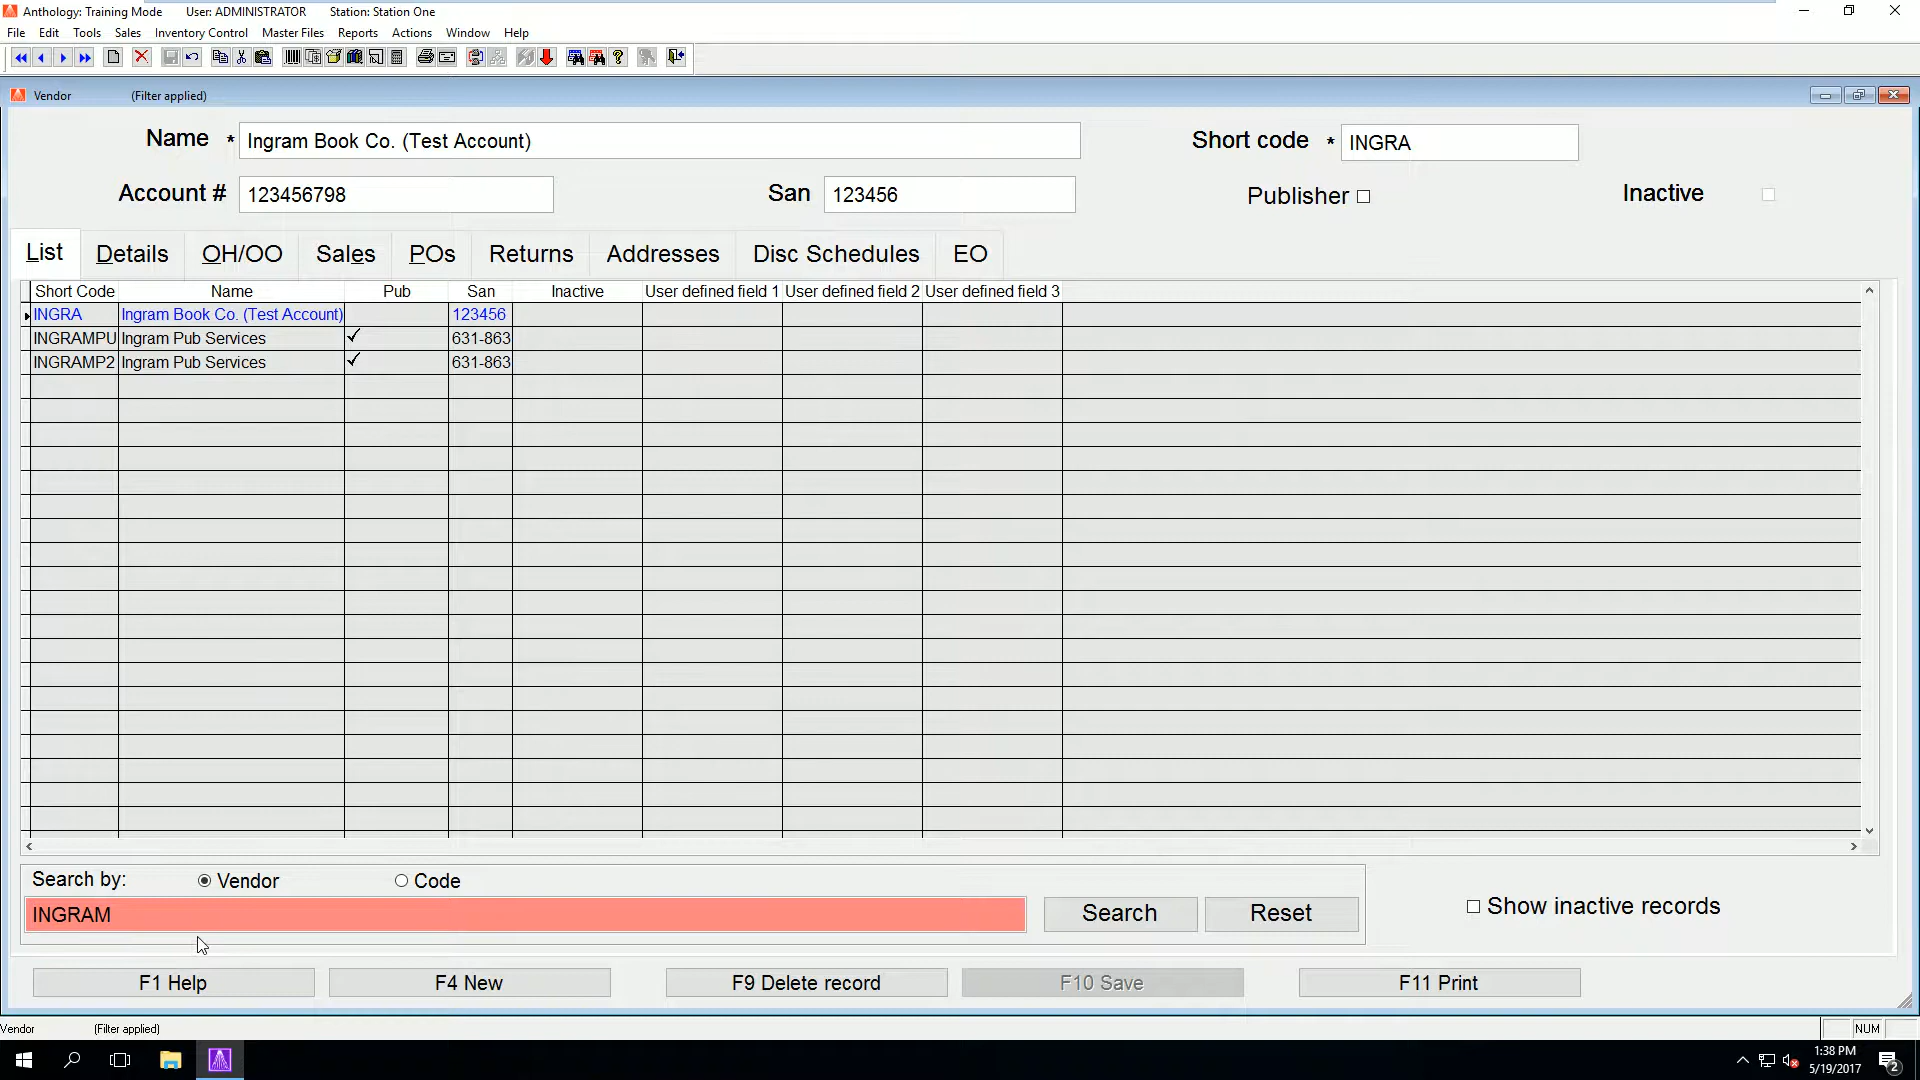 Anthology: Training Mode User: ADMINISTRATOR Station: Station One
File Edit Tools Sales Inventory Control Master Files Reports Actions Window Help
Vendor (Filter applied)
Name * Ingram Book Co. (Test Account) Short code * INGRA
Account # 123456798 San 123456 Publisher Inactive
List Details OH/OO Sales POs Returns Addresses Disc Schedules EO
Short Code Name Pub San Inactive User defined field 1 User defined field 2 User defined field 3
INGRA Ingram Book Co. (Test Account) 123456
INGRAMPU Ingram Pub Services 631-863
INGRAMP2 Ingram Pub Services 631-863
Search by: Vendor Code
INGRAM Search Reset Show inactive records
F1 Help F4 New F9 Delete record F10 Save F11 Print
Vendor (Filter applied) NUM
1:38 PM
5/19/2017 2